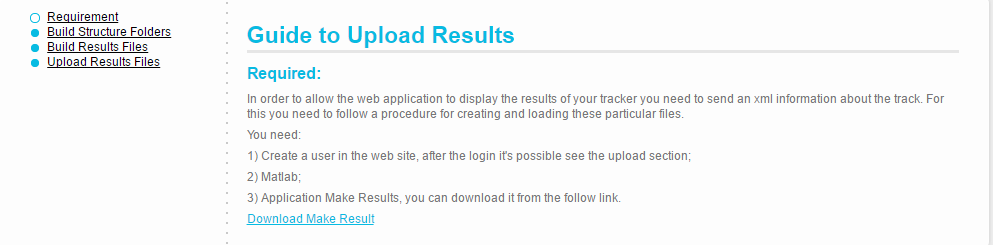 Requirement
Build Structure Folders
Build Results Files
Upload Results Files
Guide to Upload Results
Required:
In order to allow the web application to display the results of your tracker you need to send an xml information about the track. For
this you need to follow a procedure for creating and loading these particular files.
You need:
1) Create a user in the web site, after the login it's possible see the upload section;
2) Matlab;
3) Application Make Results, you can download it from the follow link.
Download Make Result